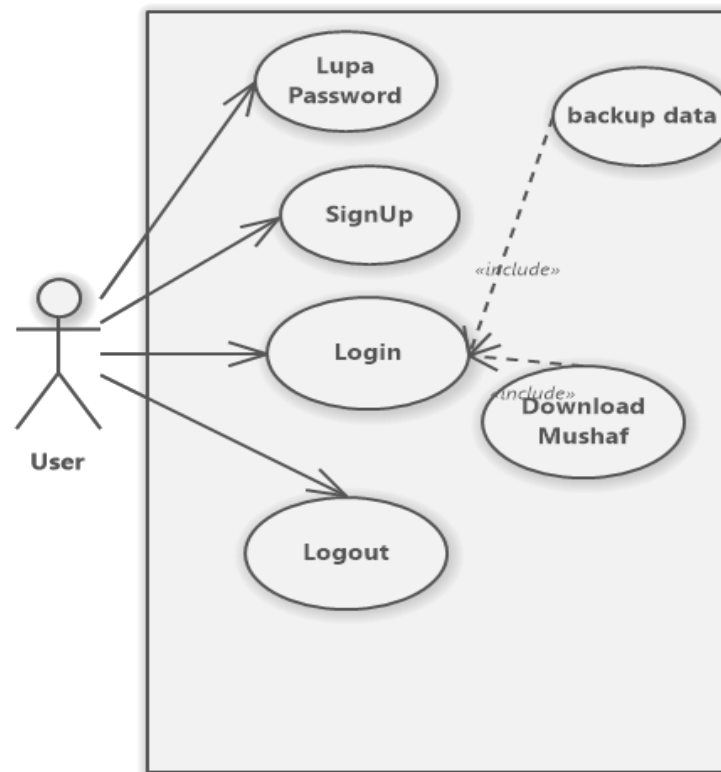 Lupa
Password
backup data
SignUp
«include»
Login
«include»
Download
Mushaf
User
Logout